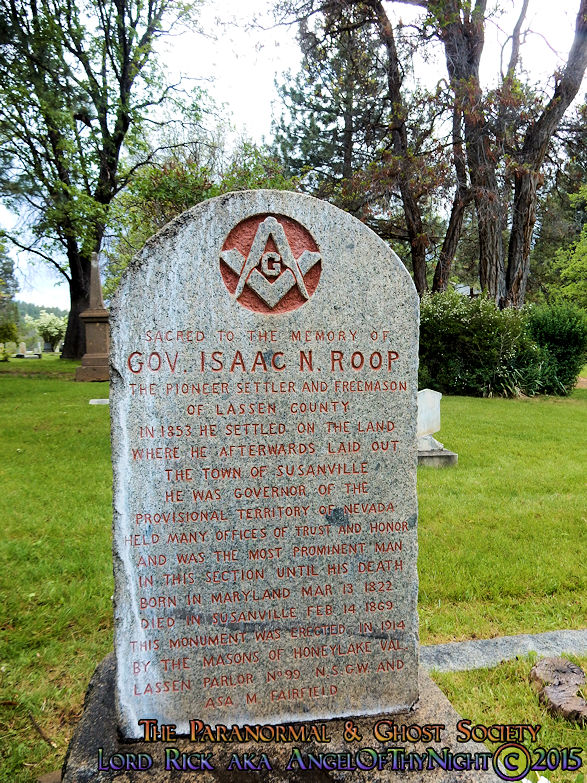 G
SACRED TO THE MEMORY OF
GOV. ISAAC N. ROOP
THE PIONEER SETTLER AND FREEMASON
OF LASSEN COUNTY
IN 1853 HE SETTLED ON THE LAND
WHERE HE AFTERWARDS LAID OUT
THE TOWN OF SUSANVILLE
HE WAS GOVERNOR OF THE
PROVISIONAL TERRITORY OF NEVADA
HELD MANY OFFICES OF TRUST AND HONOR
AND WAS THE MOST PROMINENT MAN
IN THIS SECTION UNTIL HIS DEATH
BORN IN MARYLAND MAR 13 1822
DIED IN SUSANVILLE FEB 14 1869
THIS MONUMENT WAS ERECTED IN 1914
BY THE MASONS OF HONEYLAKE VAL.
LASSEN PARLOR No 99 N.S.G.W AND
ASA M FAIRFIELD
The Paranormal & Ghost Society
Lord Rick aka AngelOfThyNight©2015